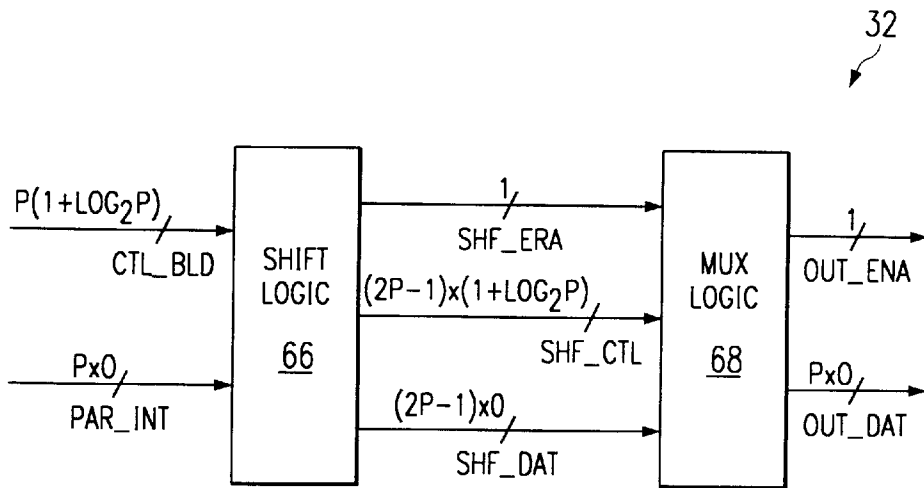 32
P(1+LOG₂P)
CTL_BLD
PxO
PAR_INT
SHIFT
LOGIC
66
1
SHF_ERA
(2P-1)x(1+LOG₂P)
SHF_CTL
(2P-1)xO
SHF_DAT
MUX
LOGIC
68
1
OUT_ENA
PxO
OUT_DAT